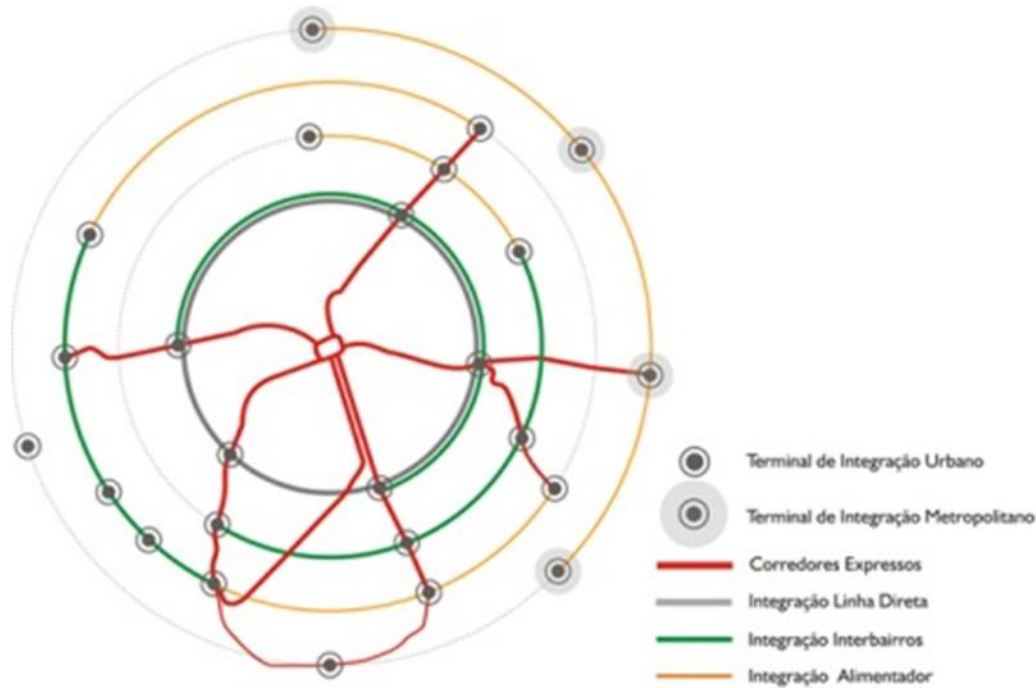 Terminal de Integração Urbano
Terminal de Integração Metropolitano
Corredores Expressos
Integração Linha Direta
Integração Interbairros
Integração Alimentador